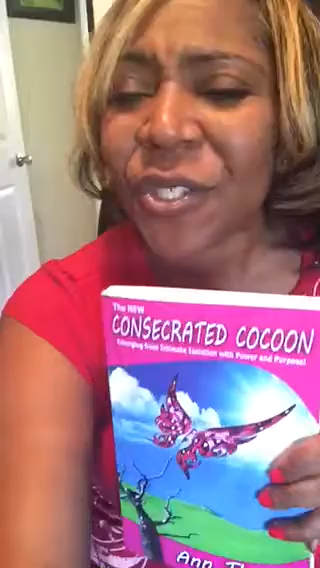 The NEW
CONSECRATED COCOON
Emerging from Intimate Isolation with Power and Purpose!
Ann